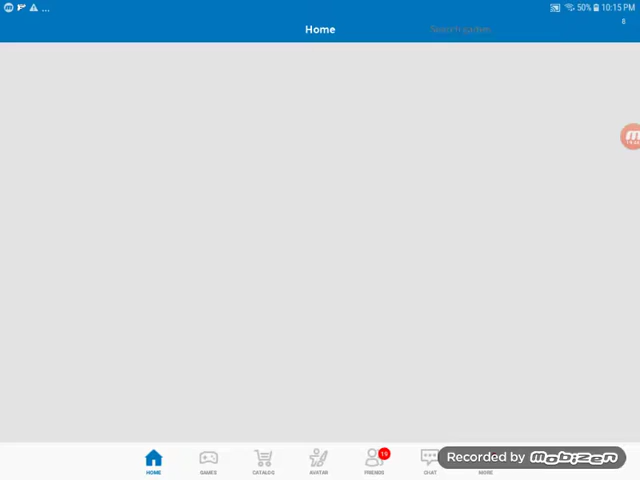 ... 50% 10:15 PM
Home
Search games
HOME
GAMES
CATALOG
AVATAR
19
FRIENDS
CHAT
MORE
Recorded by mobizen